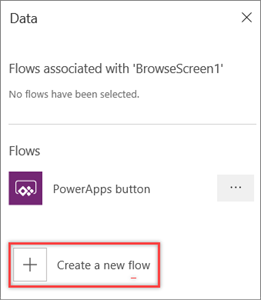 Data
Flows associated with 'BrowseScreen1'
No flows have been selected.
Flows
PowerApps button
Create a new flow